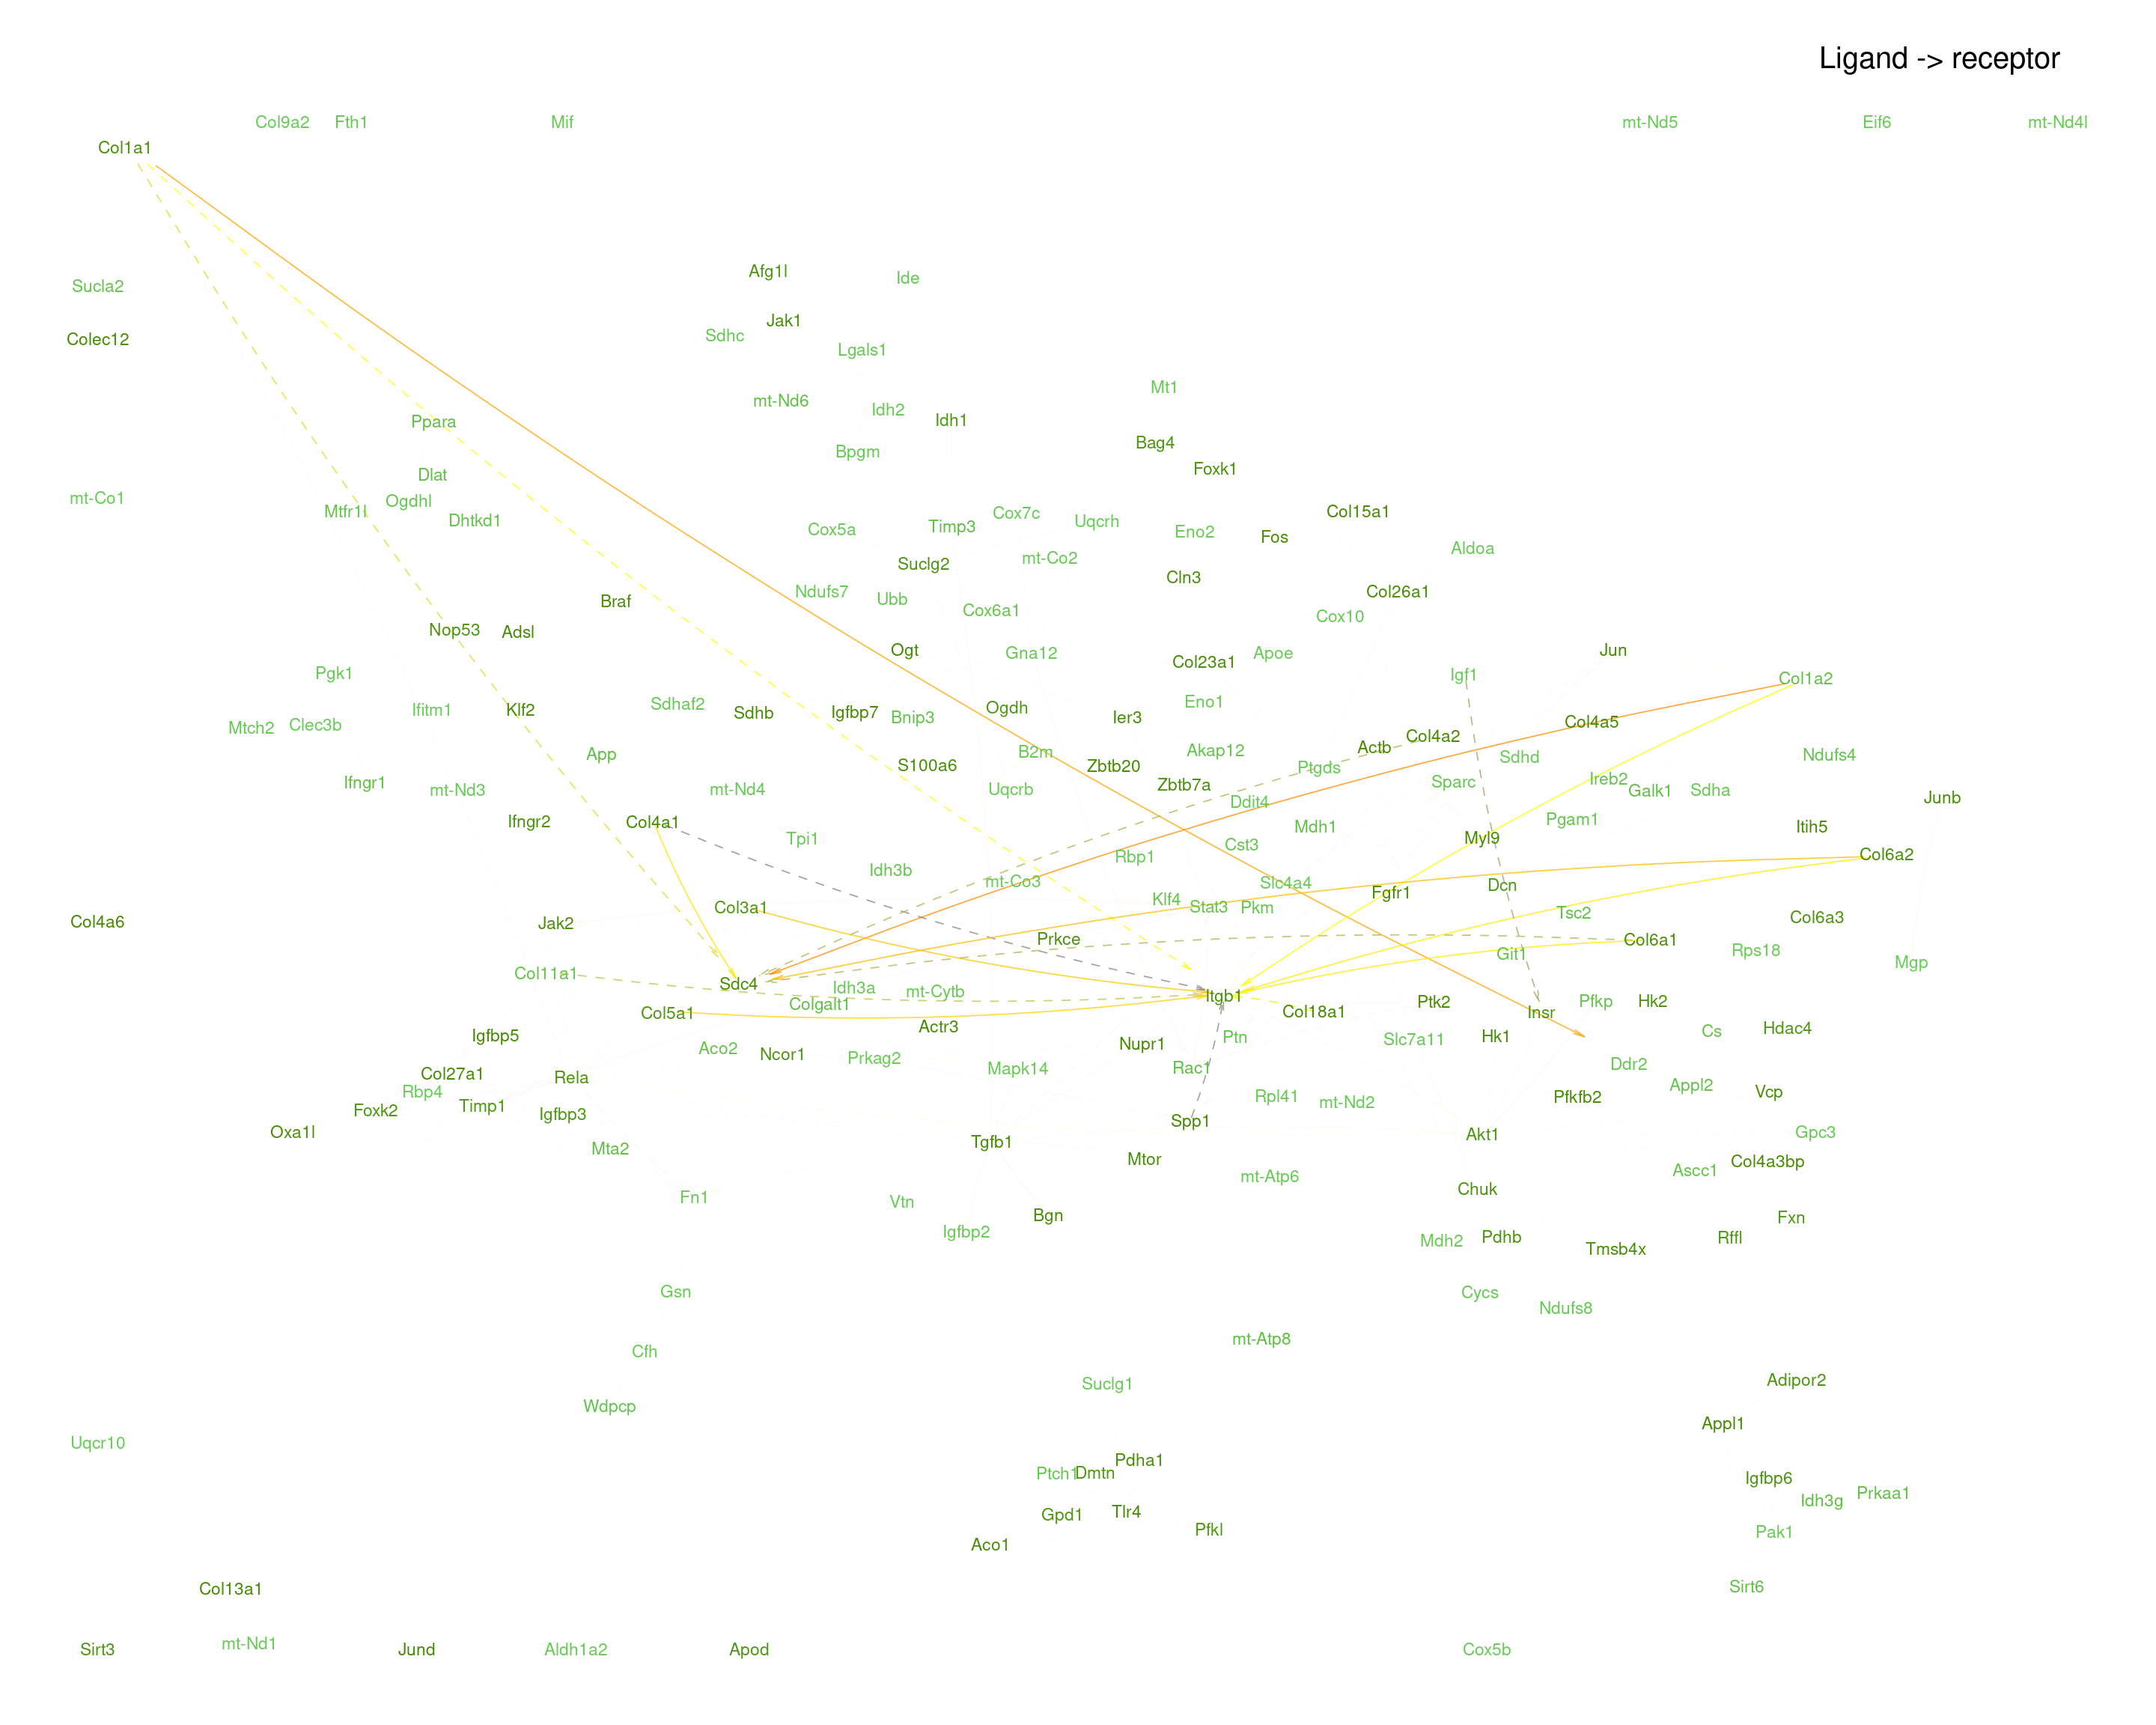 Ligand -> receptor
Col9a2
Fth1
Mif
mt-Nd5
Eif6
mt-Nd4l
Col1a1
Afg1l
Ide
Sucla2
Jak1
Sdhc
Colec12
Lgals1
Mt1
mt-Nd6
Idh2
Idh1
Ppara
Bag4
Bpgm
Foxk1
Dlat
mt-Co1
Ogdhl
Mtfr1l
Dhtkd1
Col15a1
Cox7c
Uqcrh
Timp3
Cox5a
Eno2
Fos
Aldoa
mt-Co2
Suclg2
Cln3
Ndufs7
Col26a1
Ubb
Braf
Cox6a1
Cox10
Nop53
Adsl
Ogt
Gna12
Apoe
Jun
Col23a1
Pgk1
Igf1
Col1a2
Sdhaf2
Eno1
Ogdh
Ifitm1
Klf2
Sdhb
Igfbp7
Bnip3
Ier3
Col4a5
Mtch2
Clec3b
Col4a2
Actb
App
B2m
Akap12
Sdhd
Ndufs4
S100a6
Zbtb20
Ptgds
Ifngr1
mt-Nd3
mt-Nd4
Uqcrb
Zbtb7a
Sparc
Ireb2
Galk1
Sdha
Ddit4
Junb
Ifngr2
Col4a1
Mdh1
Pgam1
Itih5
Tpi1
Cst3
Myl9
Rbp1
Col6a2
Idh3b
mt-Co3
Slc4a4
Fgfr1
Dcn
Klf4
Stat3
Pkm
Col3a1
Tsc2
Col6a3
Col4a6
Jak2
Prkce
Col6a1
Git1
Rps18
Mgp
Col11a1
Sdc4
Idh3a
mt-Cytb
Itgb1
Colgalt1
Col5a1
Col18a1
Ptk2
Insr
Pfkp
Hk2
Actr3
Hdac4
Cs
Igfbp5
Ptn
Hk1
Slc7a11
Nupr1
Aco2
Ncor1
Prkag2
Ddr2
Mapk14
Rac1
Col27a1
Rela
Appl2
Rbp4
Vcp
Timp1
Rpl41
mt-Nd2
Pfkfb2
Foxk2
Igfbp3
Spp1
Oxa1l
Akt1
Gpc3
Tgfb1
Mta2
Mtor
Col4a3bp
Ascc1
mt-Atp6
Chuk
Fn1
Vtn
Bgn
Fxn
Igfbp2
Mdh2
Pdhb
Rffl
Tmsb4x
Gsn
Cycs
Ndufs8
mt-Atp8
Cfh
Suclg1
Adipor2
Wdpcp
Appl1
Uqcr10
Pdha1
Ptch1
Dmtn
Igfbp6
Idh3g
Prkaa1
Gpd1
Tlr4
Pfkl
Pak1
Aco1
Col13a1
Sirt6
mt-Nd1
Sirt3
Jund
Aldh1a2
Apod
Cox5b